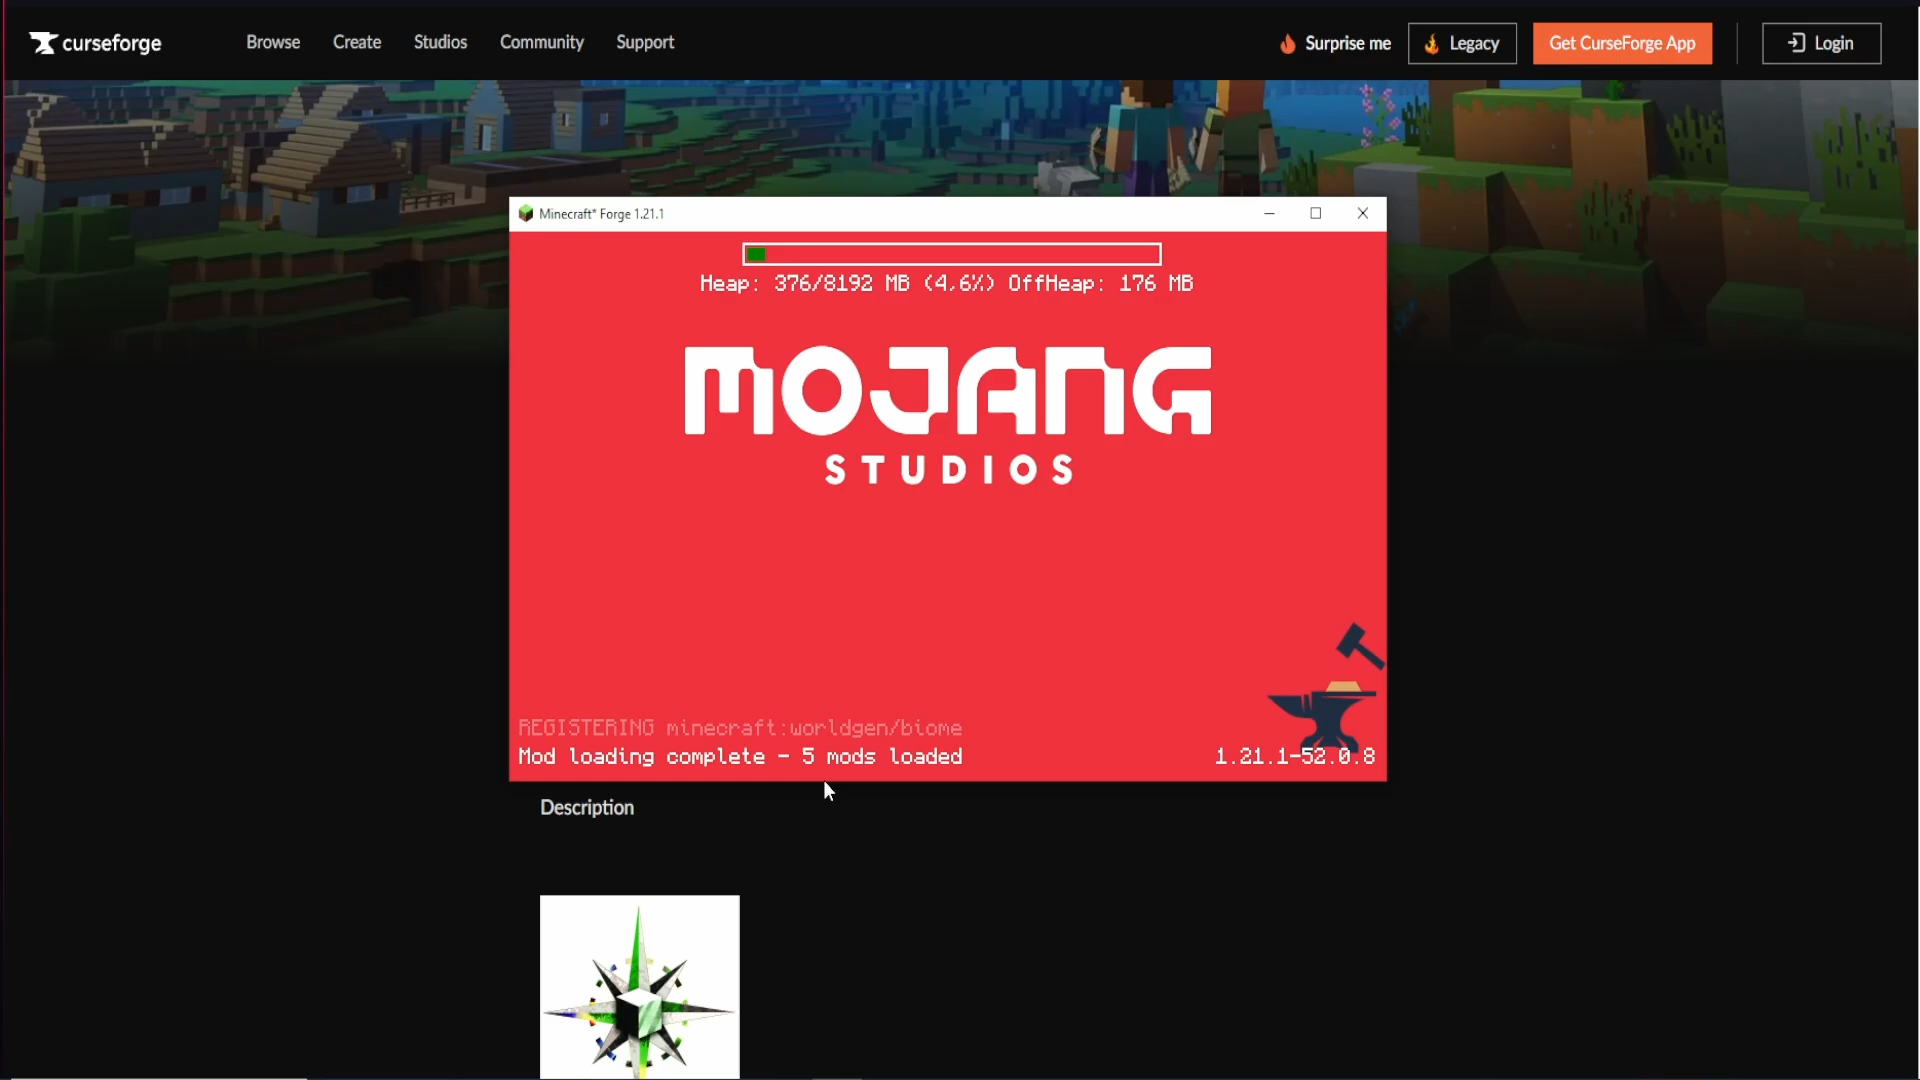 curseforge Browse Create Studios Community Support Surprise me Legacy Get CurseForge App Login
Minecraft* Forge 1.21.1
Heap: 376/8192 MB (4,6%) OffHeap: 176 MB
MOJANG
STUDIOS
REGISTERING minecraft:worldgen/biome
Mod loading complete - 5 mods loaded 1.21.1-52.0.8
Description